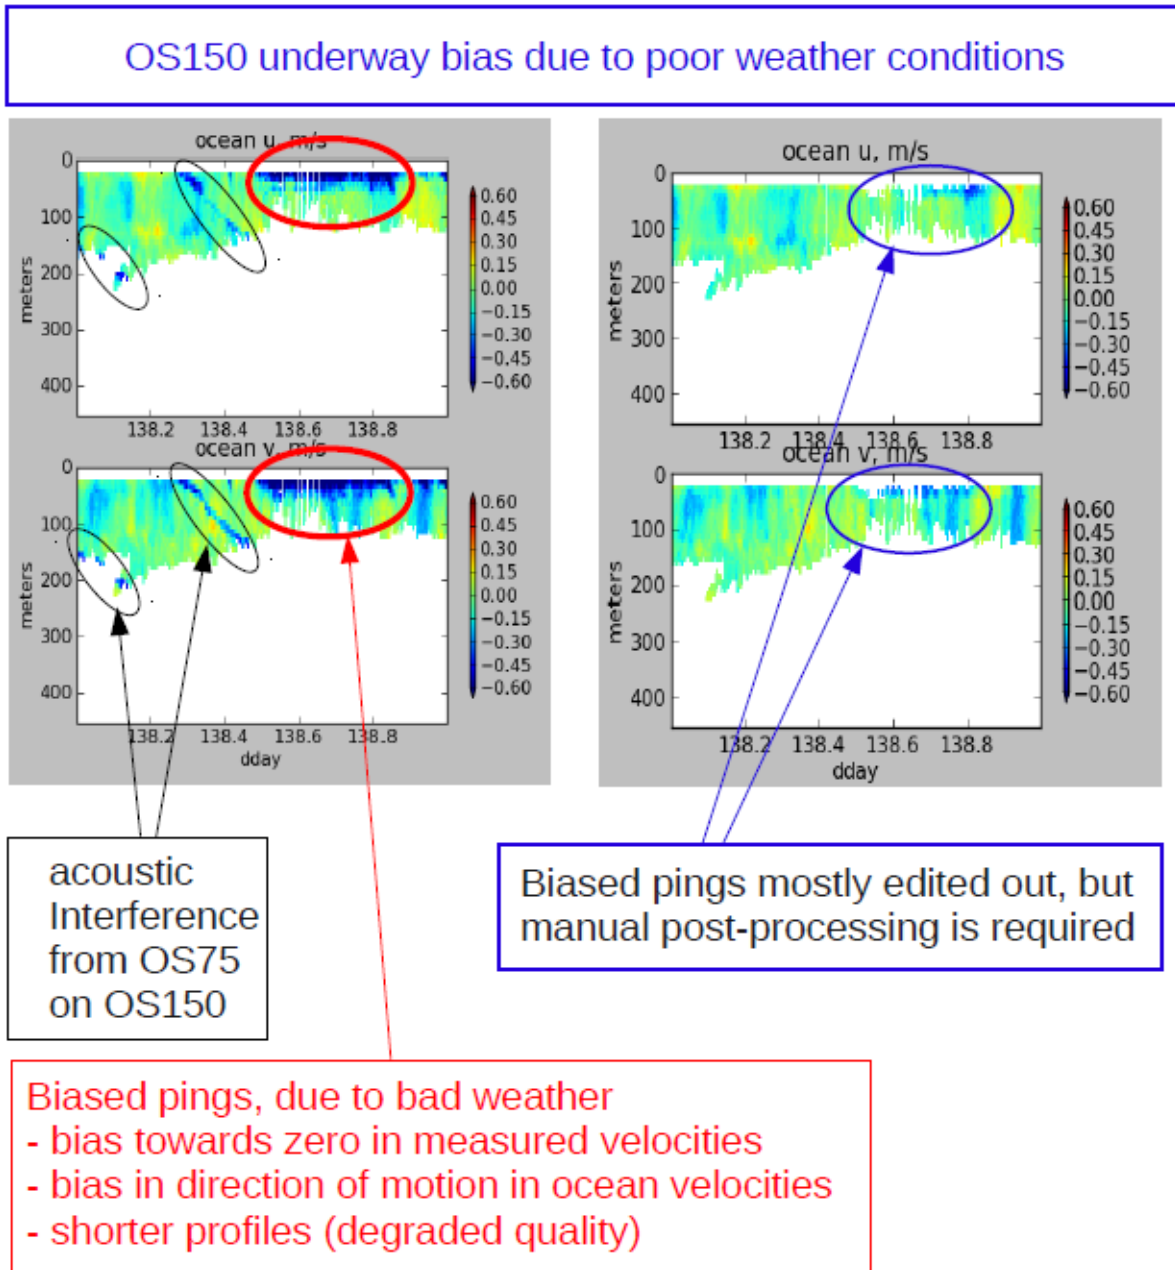 OS150 underway bias due to poor weather conditions
ocean u, m/s
0
100
200
300
400
meters
138.2 138.4 138.6 138.8
0.60
0.45
0.30
0.15
0.00
−0.15
−0.30
−0.45
−0.60
ocean v, m/s
0
100
200
300
400
meters
138.2 138.4 138.6 138.8
dday
0.60
0.45
0.30
0.15
0.00
−0.15
−0.30
−0.45
−0.60
ocean u, m/s
0
100
200
300
400
meters
138.2 138.4 138.6 138.8
0.60
0.45
0.30
0.15
0.00
−0.15
−0.30
−0.45
−0.60
ocean v, m/s
0
100
200
300
400
meters
138.2 138.4 138.6 138.8
dday
0.60
0.45
0.30
0.15
0.00
−0.15
−0.30
−0.45
−0.60
acoustic
Interference
from OS75
on OS150
Biased pings mostly edited out, but
manual post-processing is required
Biased pings, due to bad weather
- bias towards zero in measured velocities
- bias in direction of motion in ocean velocities
- shorter profiles (degraded quality)